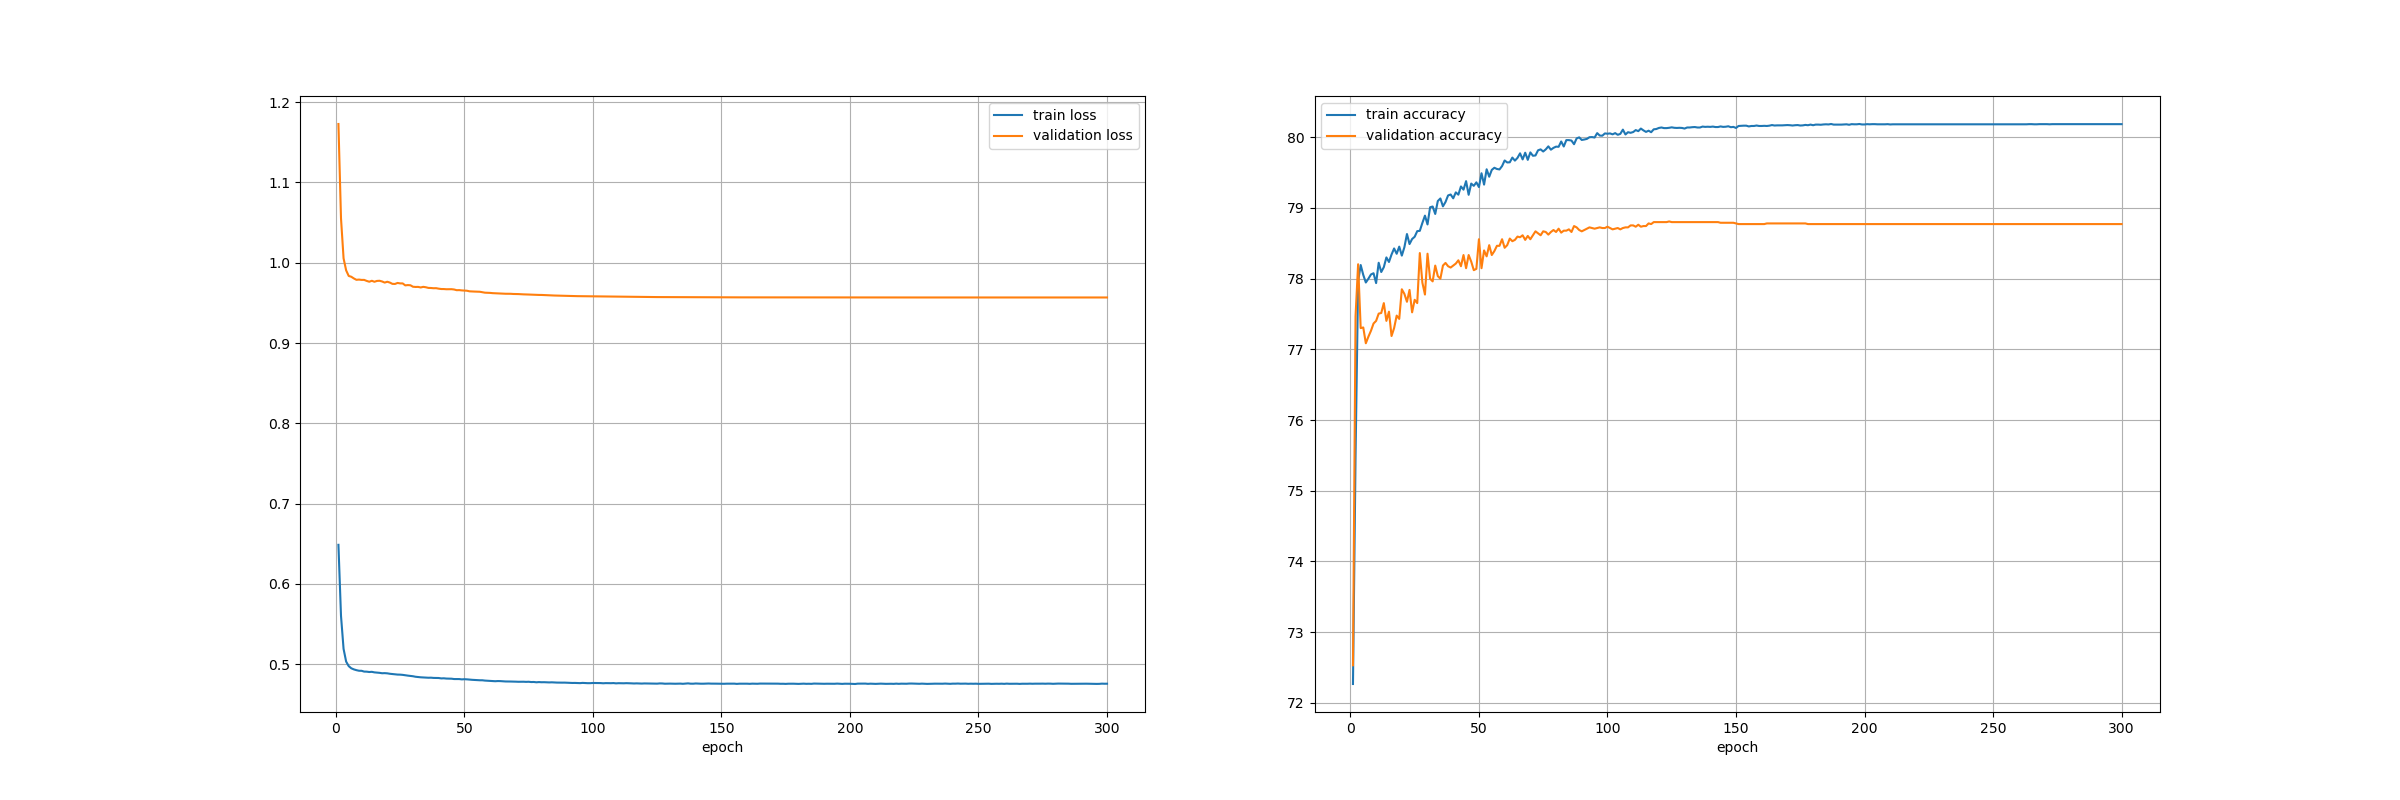 1.2
1.1
1.0
0.9
0.8
0.7
0.6
0.5
0 50 100 150 200 250 300
epoch
train loss
validation loss
80
79
78
77
76
75
74
73
72
0 50 100 150 200 250 300
epoch
train accuracy
validation accuracy